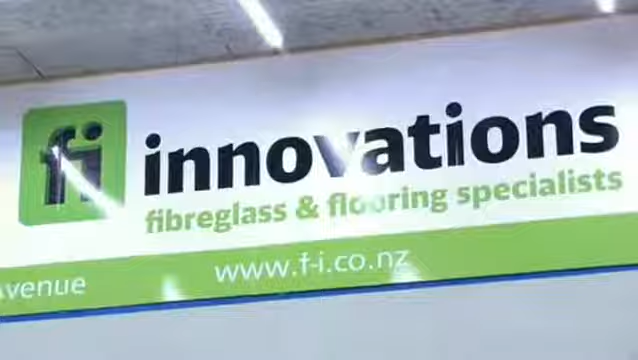 fi innovations
fibreglass & flooring specialists
Avenue www.f-i.co.nz